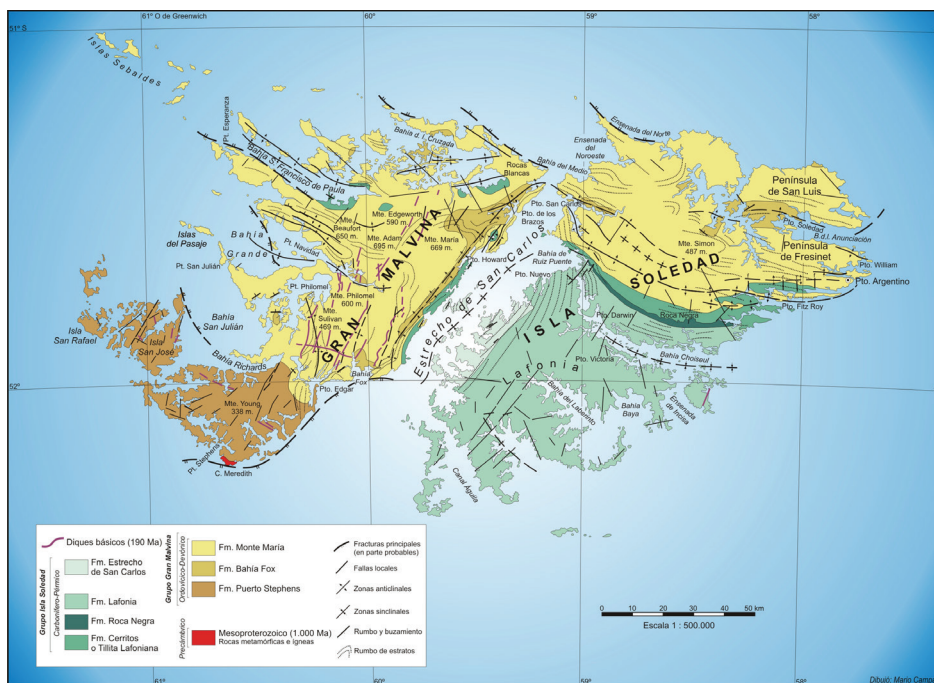 61° O de Greenwich
60°
59°
58°
51° S
Islas Sebaldes
Pt. Esperanza
Bahía S. Francisco de Paula
Bahía d. l. Cruzada
Rocas
Blancas
Bahía del Medio
Ensenada
del
Noroeste
Ensenada del Norte
Península
de San Luis
Pto. Soledad
B.d.l. Anunciación
Península
de Fresinet
Pto. William
Pto. Argentino
Pto. Fitz Roy
Mte. Simon
487 m.
Pto. San Carlos
Pto. de los
Brazos
Bahía de
Ruiz Puente
Pto. Nuevo
Pto. Howard
Mte. Edgeworth
590 m.
Mte.
Beaufort
650 m.
Mte. Adam
695 m.
Mte. María
669 m.
Islas
del Pasaje
Bahía
Grande
Pt. Navidad
Pt. San Julián
Pt. Philomel
Mte. Philomel
600 m.
Mte.
Sulivan
469 m.
GRAN MALVINA
Estrecho de San Carlos
ISLA SOLEDAD
Roca Negra
Pto. Darwin
Pto. Victoria
Bahía Choiseul
Lafonia
Bahía del Laberinto
Bahía
Baya
Canal Águila
Isla
San Rafael
Isla
San José
Bahía
San Julián
Bahía Richards
Bahía
Fox
Pto. Edgar
52°
Mte. Young
338 m.
Pt. Stephens
C. Meredith
Diques básicos (190 Ma)
Grupo Isla Soledad
Carbonífero-Pérmico
Fm. Estrecho
de San Carlos
Fm. Lafonia
Fm. Roca Negra
Fm. Cerritos
o Tillita Lafoniana
Grupo Gran Malvina
Ordovícico-Devónico
Fm. Monte María
Fm. Bahía Fox
Fm. Puerto Stephens
Precámbrico
Mesoproterozoico (1.000 Ma)
Rocas metamórficas e ígneas
Fracturas principales
(en parte probables)
Fallas locales
Zonas anticlinales
Zonas sinclinales
Rumbo y buzamiento
Rumbo de estratos
0 10 20 30 40 50 km
Escala 1 : 500.000
61°
60°
59°
58°
Dibujó: Mario Campa